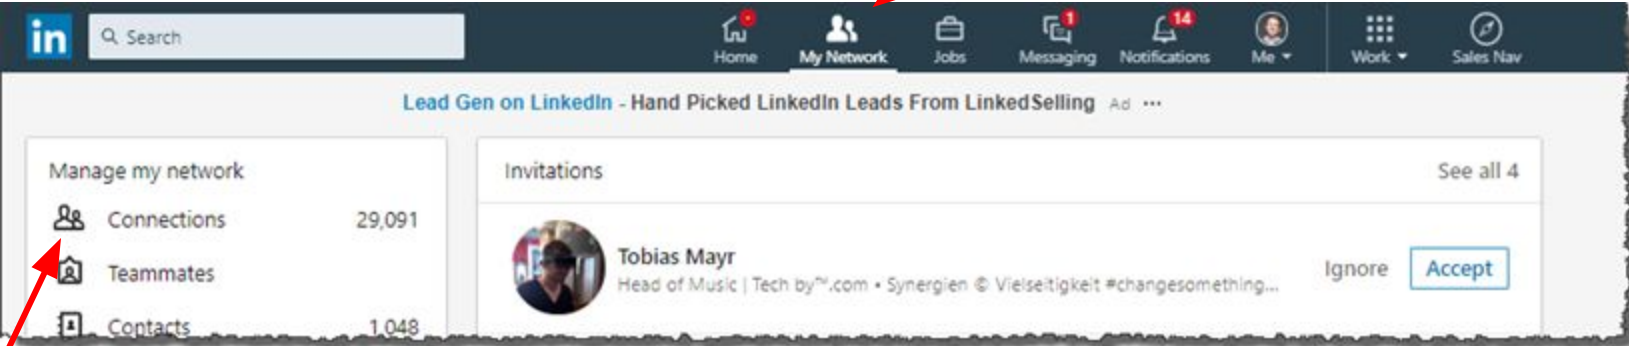 in Search
Home My Network Jobs 1 Messaging 14 Notifications Me Work Sales Nav
Lead Gen on LinkedIn - Hand Picked LinkedIn Leads From LinkedSelling Ad ...
Manage my network
Connections 29,091
Teammates
Contacts 1,048
Invitations See all 4
Tobias Mayr
Head of Music | Tech by™.com • Synergien © Vielseitigkeit #changesomething...
Ignore Accept